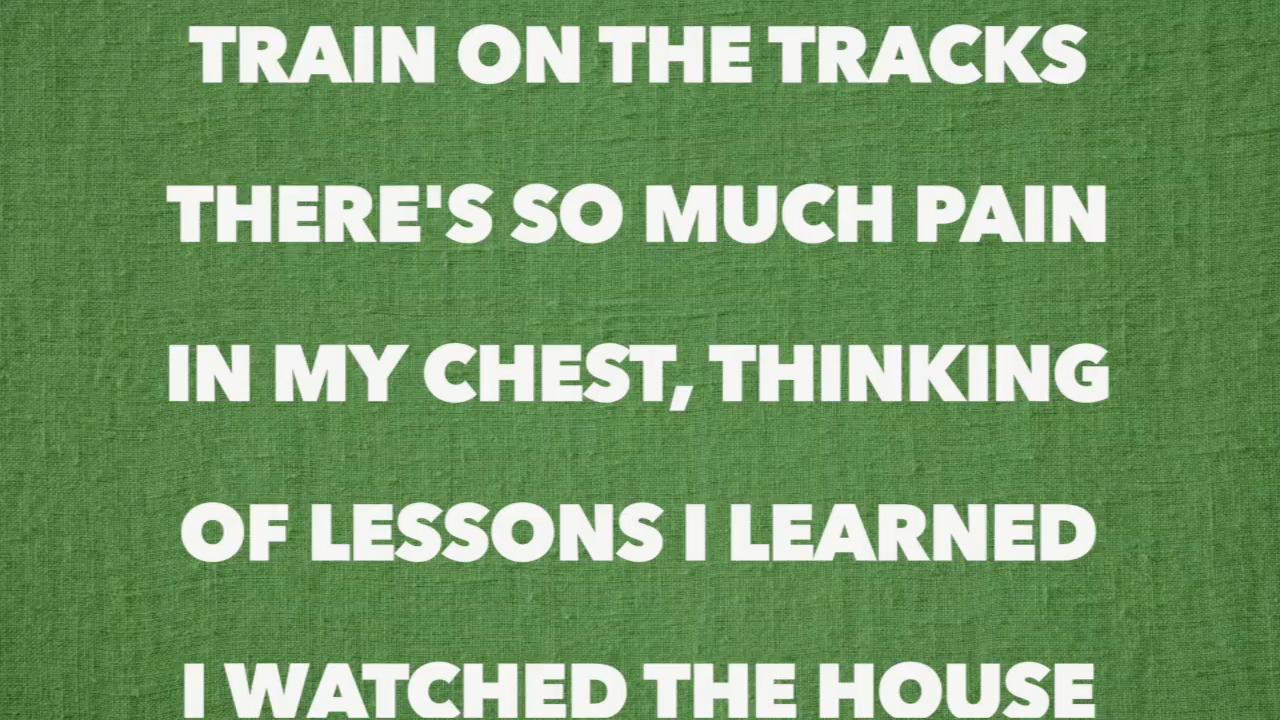 TRAIN ON THE TRACKS
THERE'S SO MUCH PAIN
IN MY CHEST, THINKING
OF LESSONS I LEARNED
I WATCHED THE HOUSE